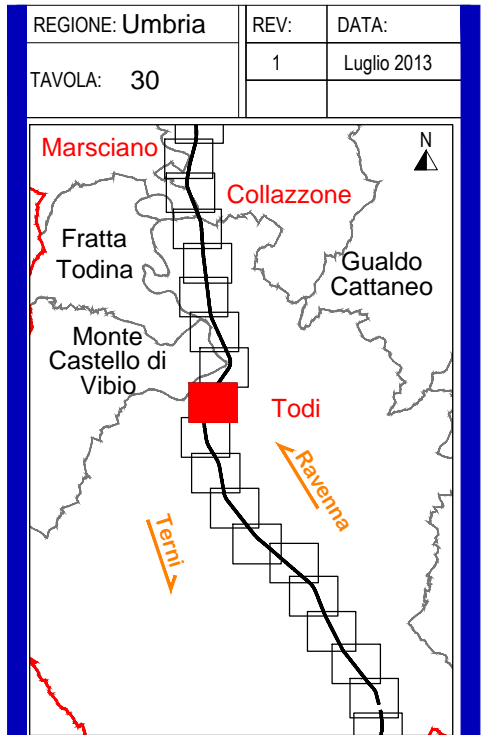 REGIONE: Umbria
REV:
DATA:
TAVOLA: 30
1
Luglio 2013
N
Marsciano
Collazzone
Fratta
Todina
Gualdo
Cattaneo
Monte
Castello di
Vibio
Todi
Ravenna
Terni